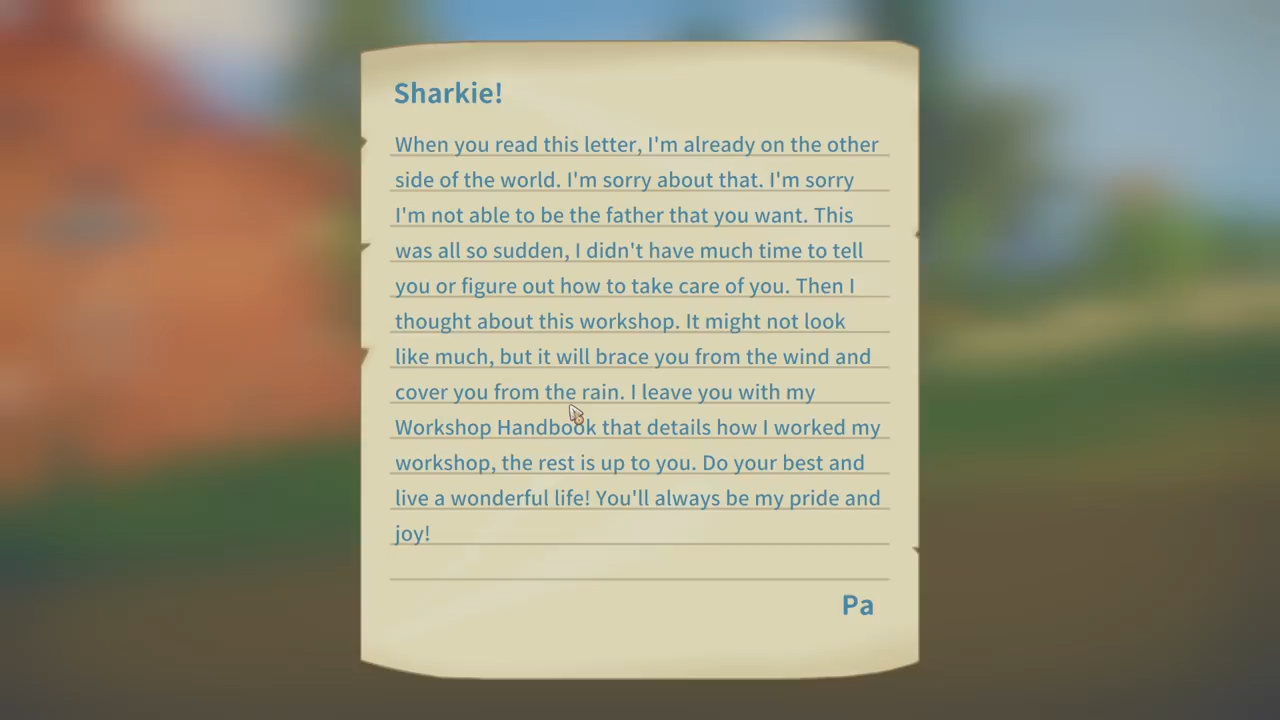 Sharkie!
When you read this letter, I'm already on the other
side of the world. I'm sorry about that. I'm sorry
I'm not able to be the father that you want. This
was all so sudden, I didn't have much time to tell
you or figure out how to take care of you. Then I
thought about this workshop. It might not look
like much, but it will brace you from the wind and
cover you from the rain. I leave you with my
Workshop Handbook that details how I worked my
workshop, the rest is up to you. Do your best and
live a wonderful life! You'll always be my pride and
joy!
Pa